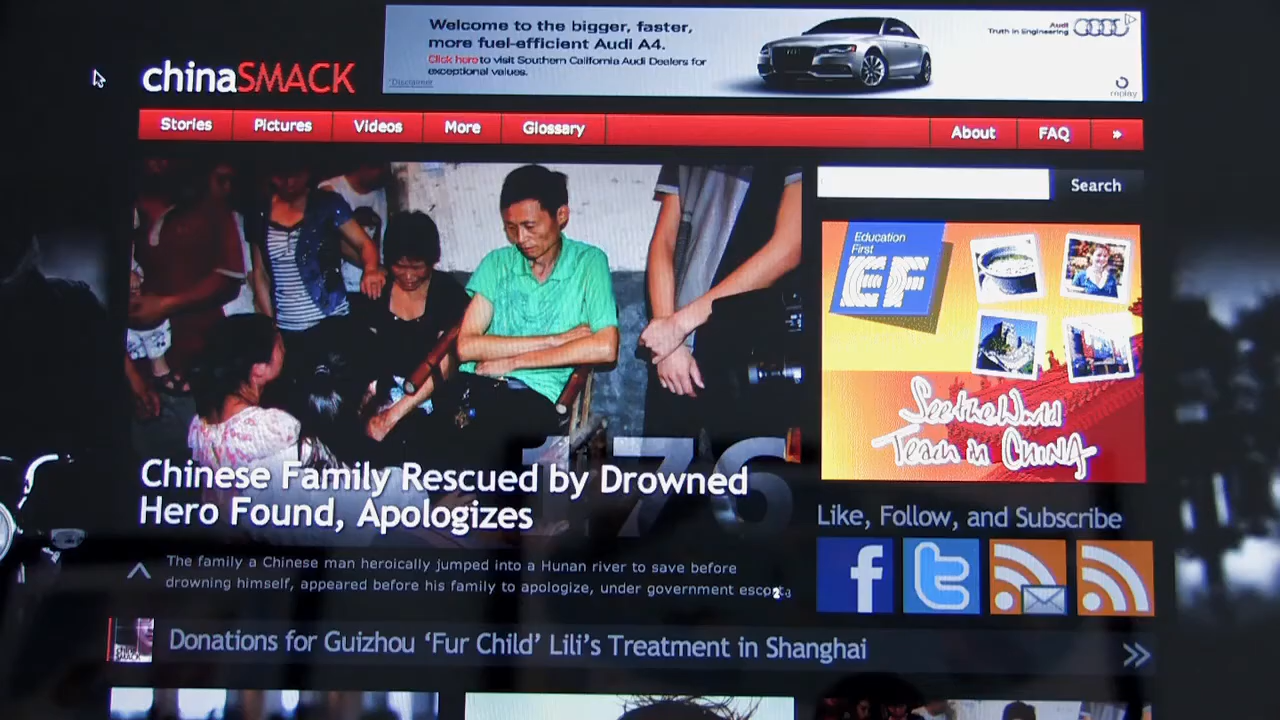 Welcome to the bigger, faster,
more fuel-efficient Audi A4.
Click here to visit Southern California Audi Dealers for
exceptional values.
*Disclaimer
Audi
Truth in Engineering
replay
chinaSMACK
Stories Pictures Videos More Glossary About FAQ »
Search
Education
First
EF
See the World
Teach in CHINA
176
Chinese Family Rescued by Drowned
Hero Found, Apologizes
The family a Chinese man heroically jumped into a Hunan river to save before
drowning himself, appeared before his family to apologize, under government
Like, Follow, and Subscribe
f t
Donations for Guizhou ‘Fur Child’ Lili’s Treatment in Shanghai